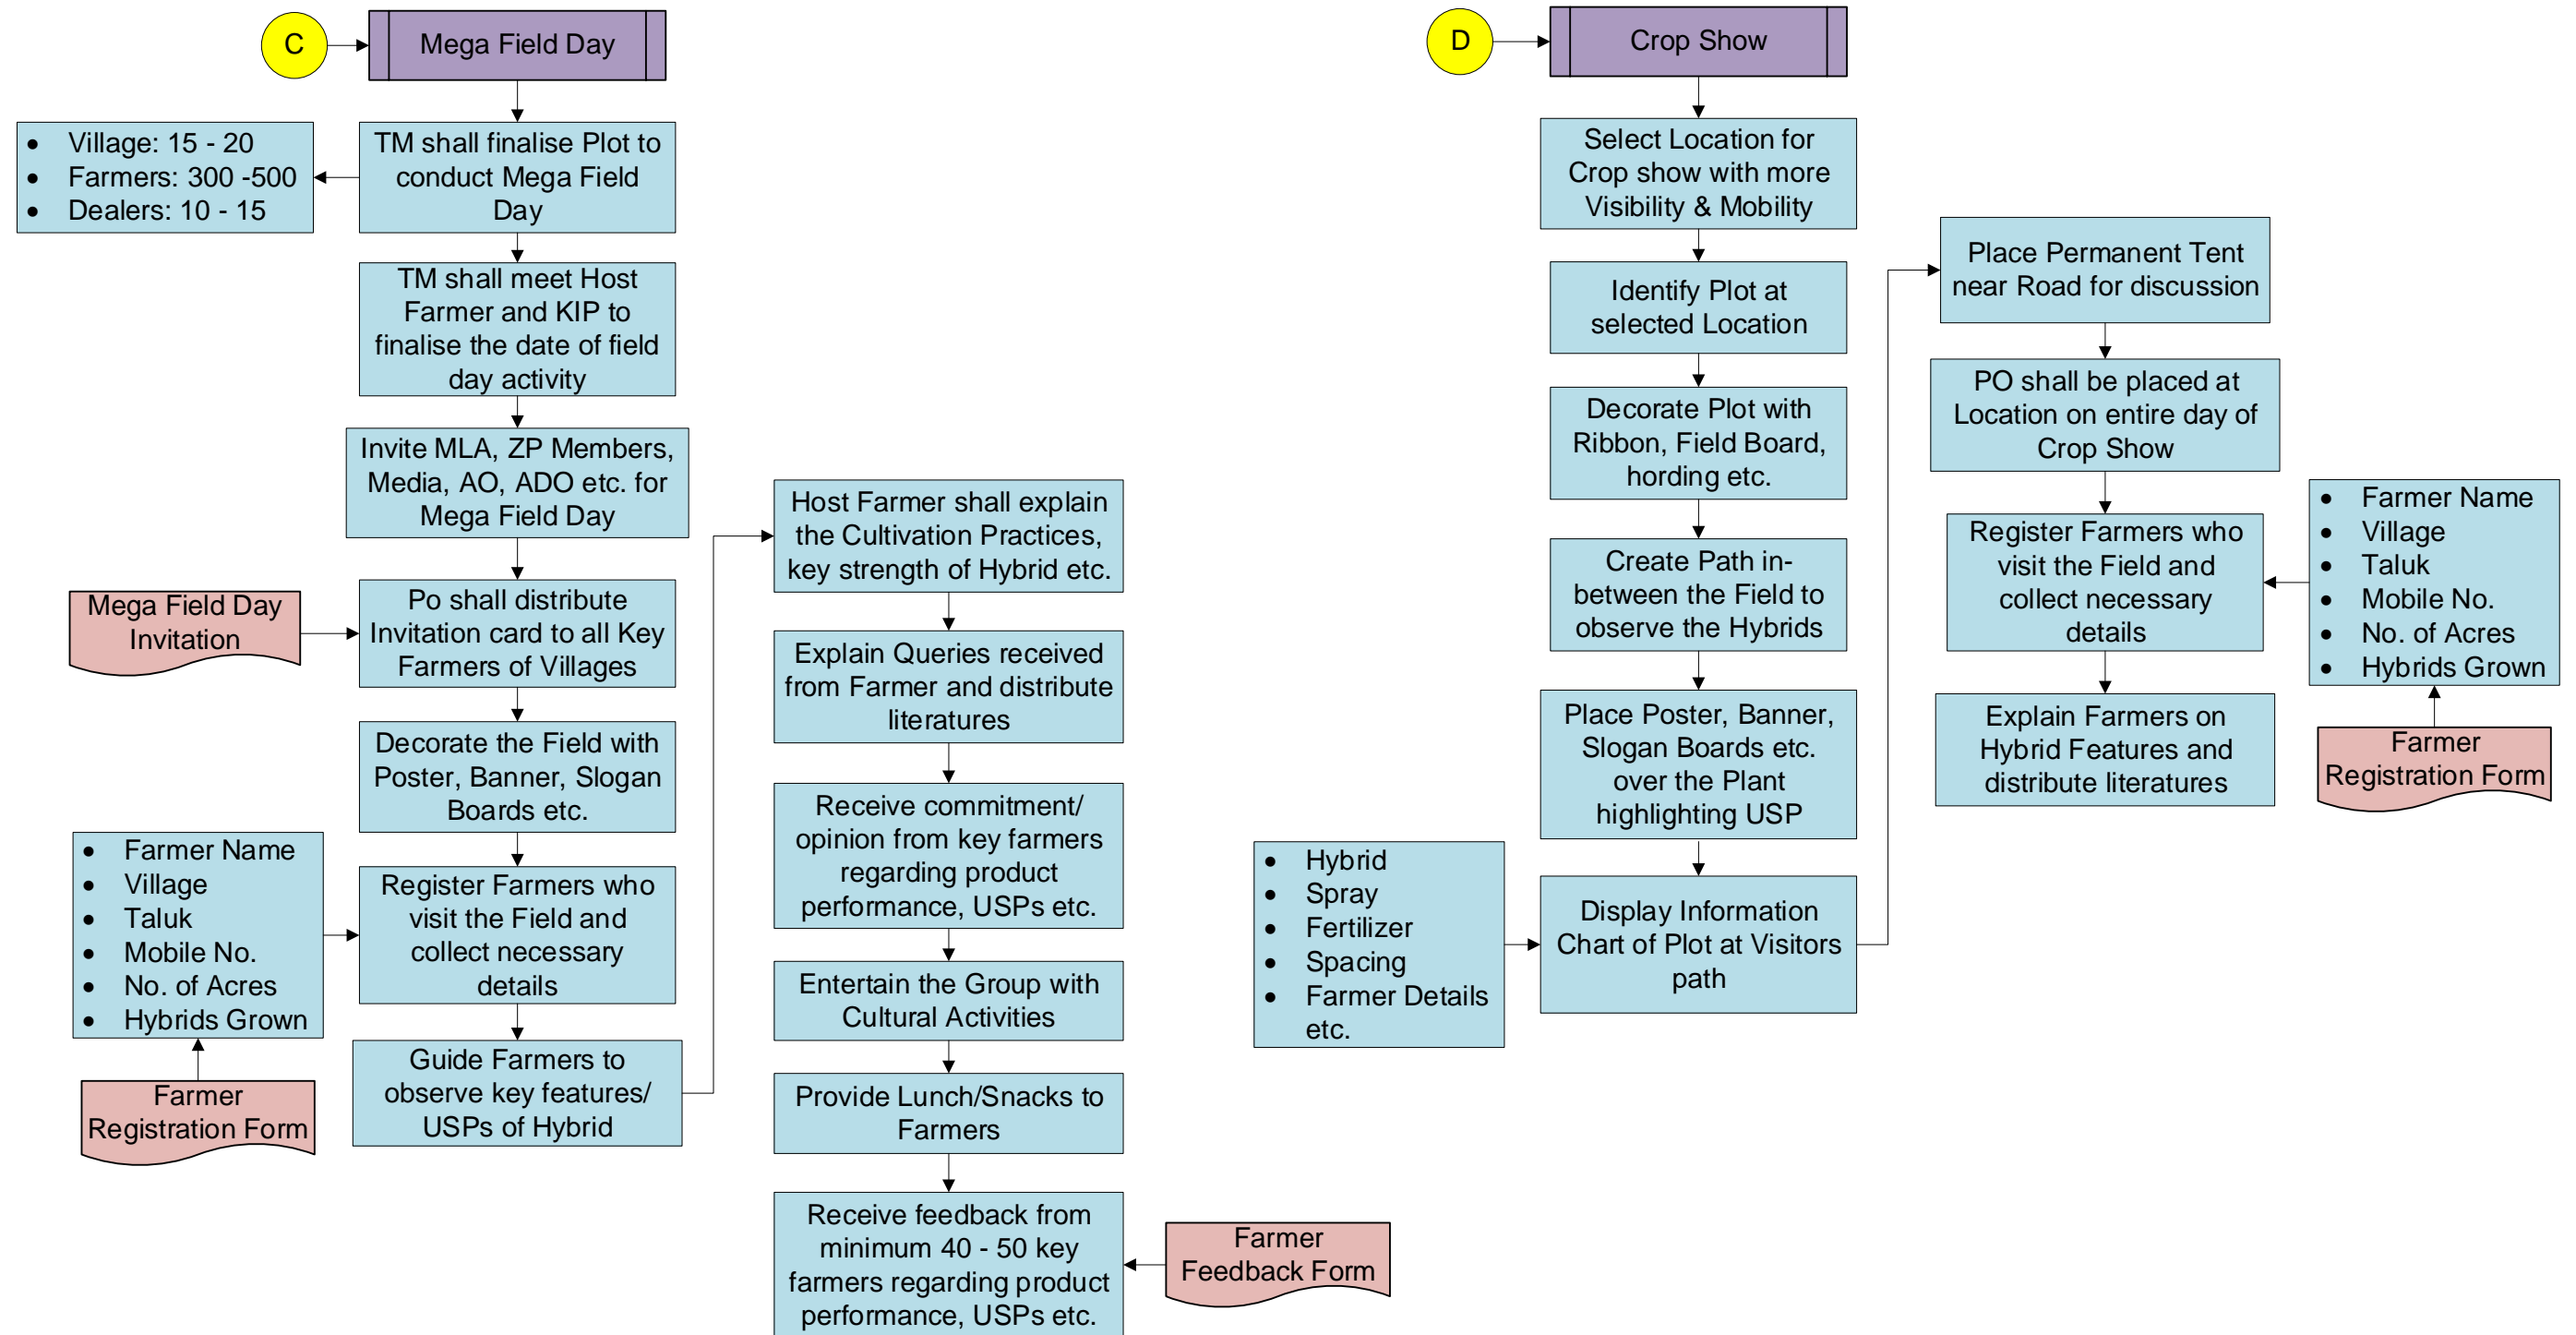 C
Mega Field Day
• Village: 15 - 20
• Farmers: 300 -500
• Dealers: 10 - 15
TM shall finalise Plot to
conduct Mega Field
Day
TM shall meet Host
Farmer and KIP to
finalise the date of field
day activity
Invite MLA, ZP Members,
Media, AO, ADO etc. for
Mega Field Day
Mega Field Day
Invitation
Po shall distribute
Invitation card to all Key
Farmers of Villages
Decorate the Field with
Poster, Banner, Slogan
Boards etc.
• Farmer Name
• Village
• Taluk
• Mobile No.
• No. of Acres
• Hybrids Grown
Farmer
Registration Form
Register Farmers who
visit the Field and
collect necessary
details
Guide Farmers to
observe key features/
USPs of Hybrid
Host Farmer shall explain
the Cultivation Practices,
key strength of Hybrid etc.
Explain Queries received
from Farmer and distribute
literatures
Receive commitment/
opinion from key farmers
regarding product
performance, USPs etc.
Entertain the Group with
Cultural Activities
Provide Lunch/Snacks to
Farmers
Receive feedback from
minimum 40 - 50 key
farmers regarding product
performance, USPs etc.
Farmer
Feedback Form
D
Crop Show
Select Location for
Crop show with more
Visibility & Mobility
Identify Plot at
selected Location
Decorate Plot with
Ribbon, Field Board,
hording etc.
Create Path in-
between the Field to
observe the Hybrids
Place Poster, Banner,
Slogan Boards etc.
over the Plant
highlighting USP
• Hybrid
• Spray
• Fertilizer
• Spacing
• Farmer Details
etc.
Display Information
Chart of Plot at Visitors
path
Place Permanent Tent
near Road for discussion
PO shall be placed at
Location on entire day of
Crop Show
Register Farmers who
visit the Field and
collect necessary
details
• Farmer Name
• Village
• Taluk
• Mobile No.
• No. of Acres
• Hybrids Grown
Farmer
Registration Form
Explain Farmers on
Hybrid Features and
distribute literatures